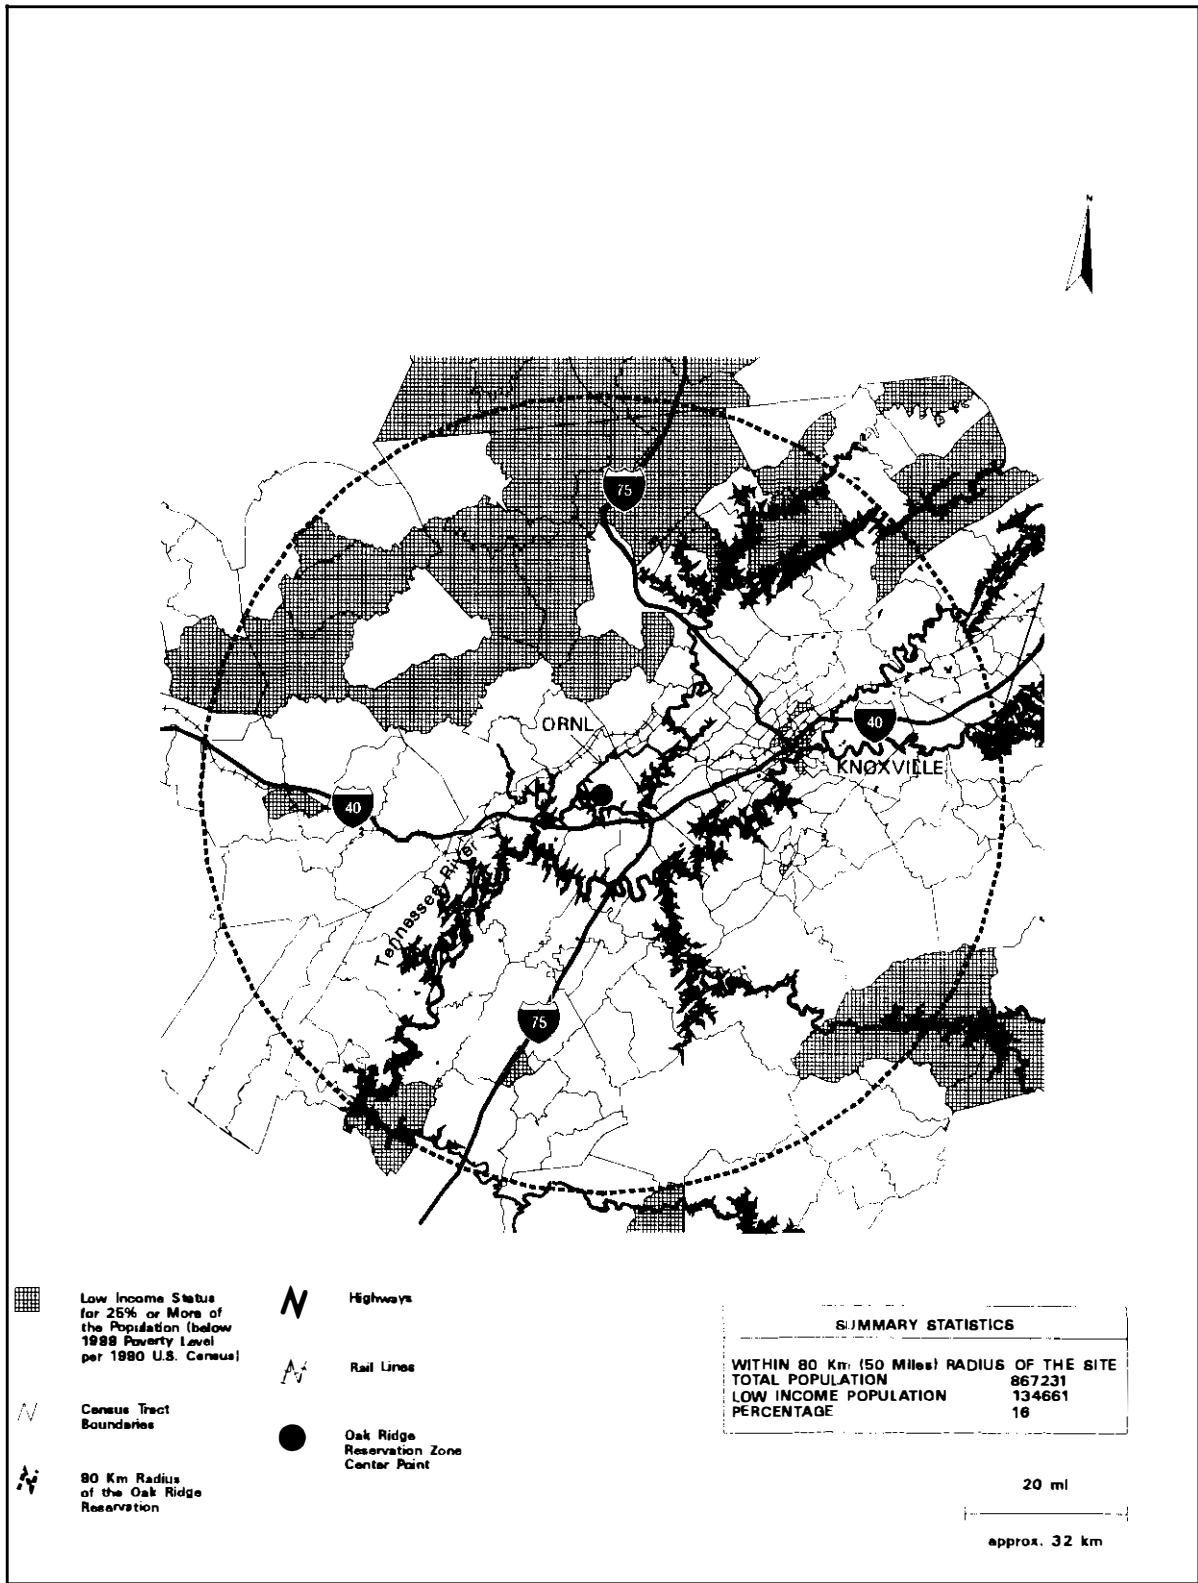 N
75
ORNL
40
KNOXVILLE
40
Tennessee River
75
Low Income Status
for 25% or More of
the Population (below
1989 Poverty Level
per 1990 U.S. Census)
Census Tract
Boundaries
80 Km Radius
of the Oak Ridge
Reservation
Highways
Rail Lines
Oak Ridge
Reservation Zone
Center Point
SUMMARY STATISTICS
WITHIN 80 Km (50 Miles) RADIUS OF THE SITE
TOTAL POPULATION 867231
LOW INCOME POPULATION 134661
PERCENTAGE 16
20 mi
approx. 32 km